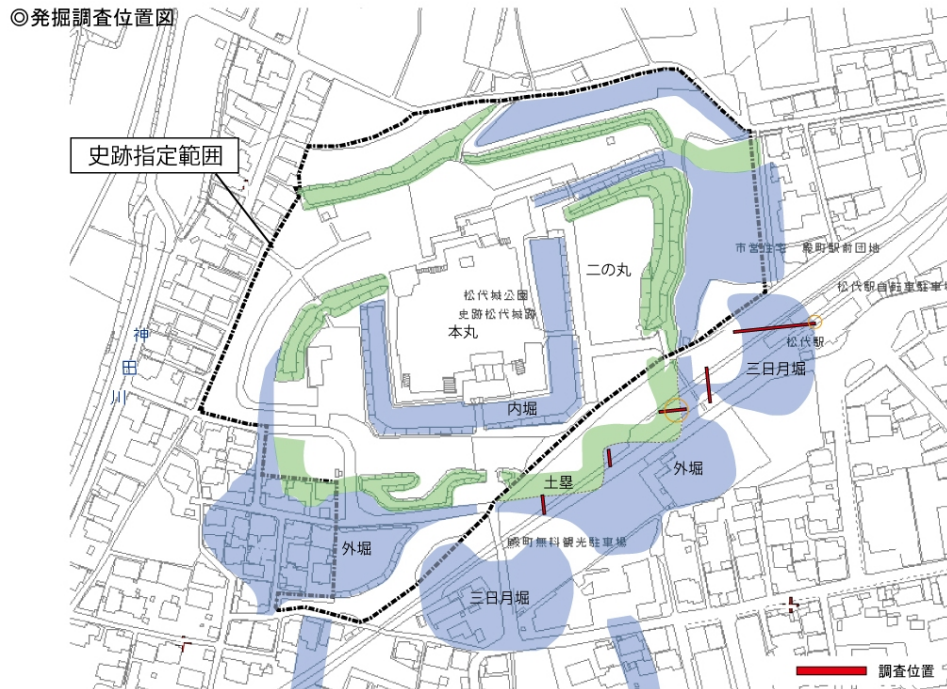 ◎発掘調査位置図
史跡指定範囲
市営住宅 殿町駅前団地
二の丸
松代駅自転車駐車場
松代城公園
史跡松代城跡
本丸
神田川
松代駅
三日月堀
内堀
外堀
土塁
外堀
殿町無料観光駐車場
三日月堀
調査位置